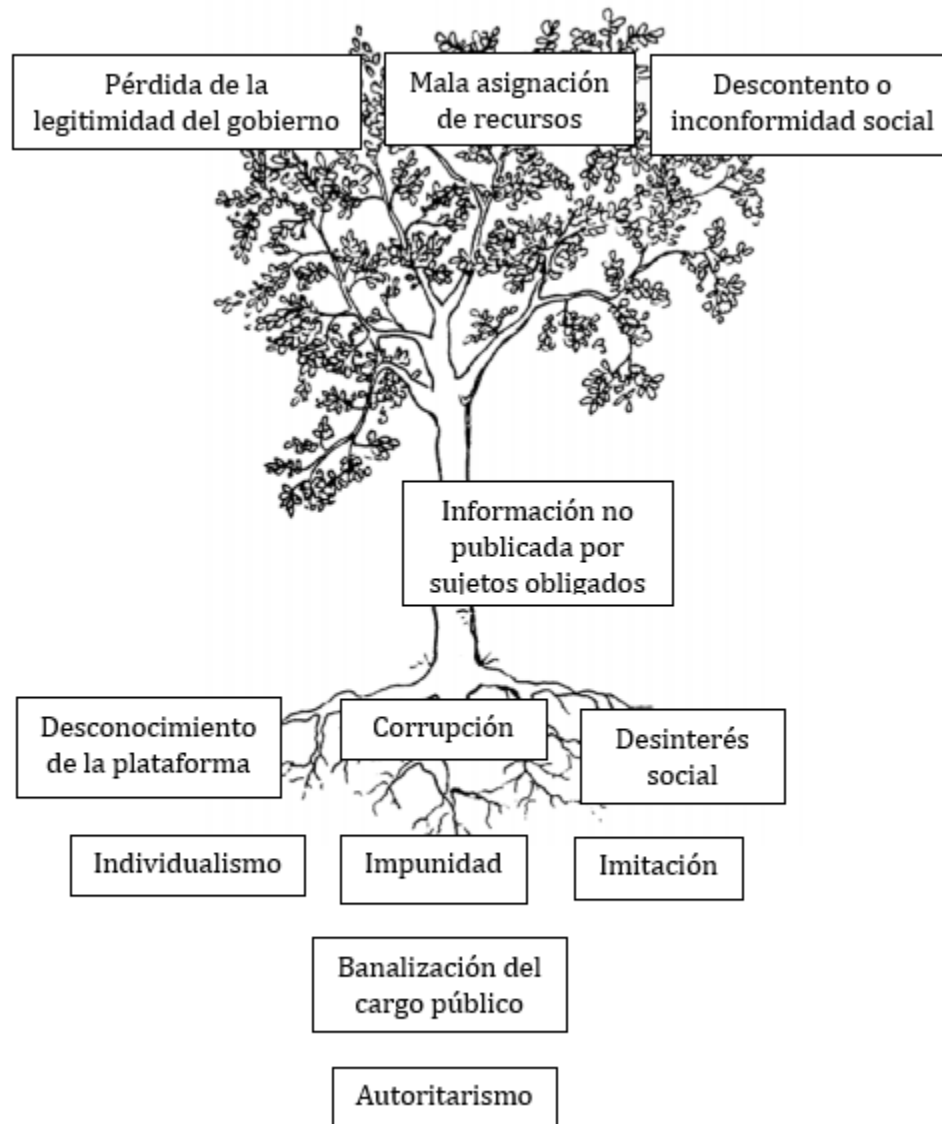 Pérdida de la
legitimidad del gobierno
Mala asignación
de recursos
Descontento o
inconformidad social
Información no
publicada por
sujetos obligados
Desconocimiento
de la plataforma
Corrupción
Desinterés
social
Individualismo
Impunidad
Imitación
Banalización del
cargo público
Autoritarismo